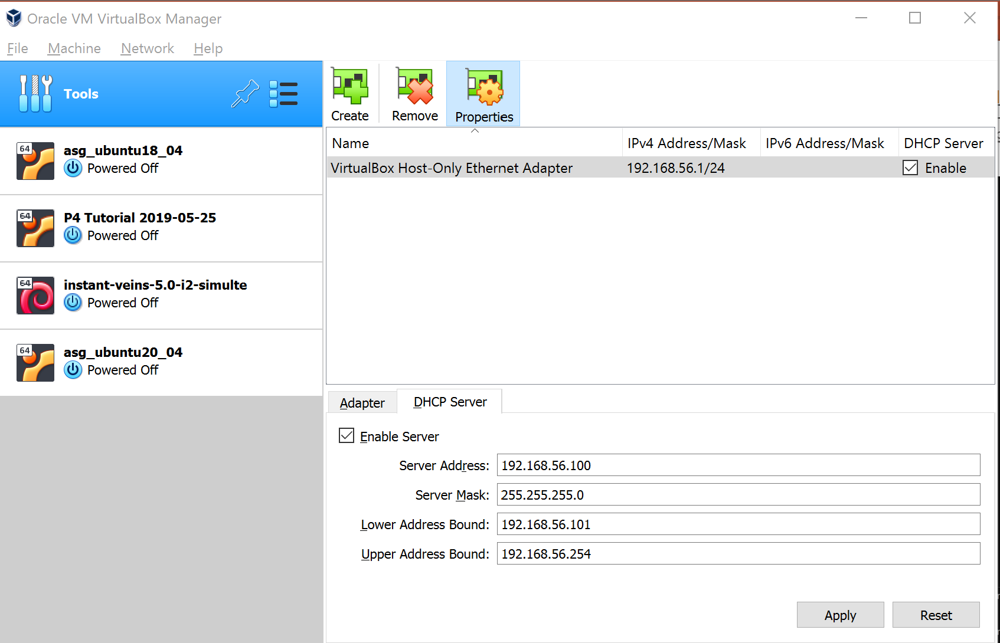 Oracle VM VirtualBox Manager
File Machine Network Help
Tools
Create Remove Properties
64 asg_ubuntu18_04
Powered Off
64 P4 Tutorial 2019-05-25
Powered Off
64 instant-veins-5.0-i2-simulte
Powered Off
64 asg_ubuntu20_04
Powered Off
Name IPv4 Address/Mask IPv6 Address/Mask DHCP Server
VirtualBox Host-Only Ethernet Adapter 192.168.56.1/24 Enable
Adapter DHCP Server
Enable Server
Server Address: 192.168.56.100
Server Mask: 255.255.255.0
Lower Address Bound: 192.168.56.101
Upper Address Bound: 192.168.56.254
Apply Reset